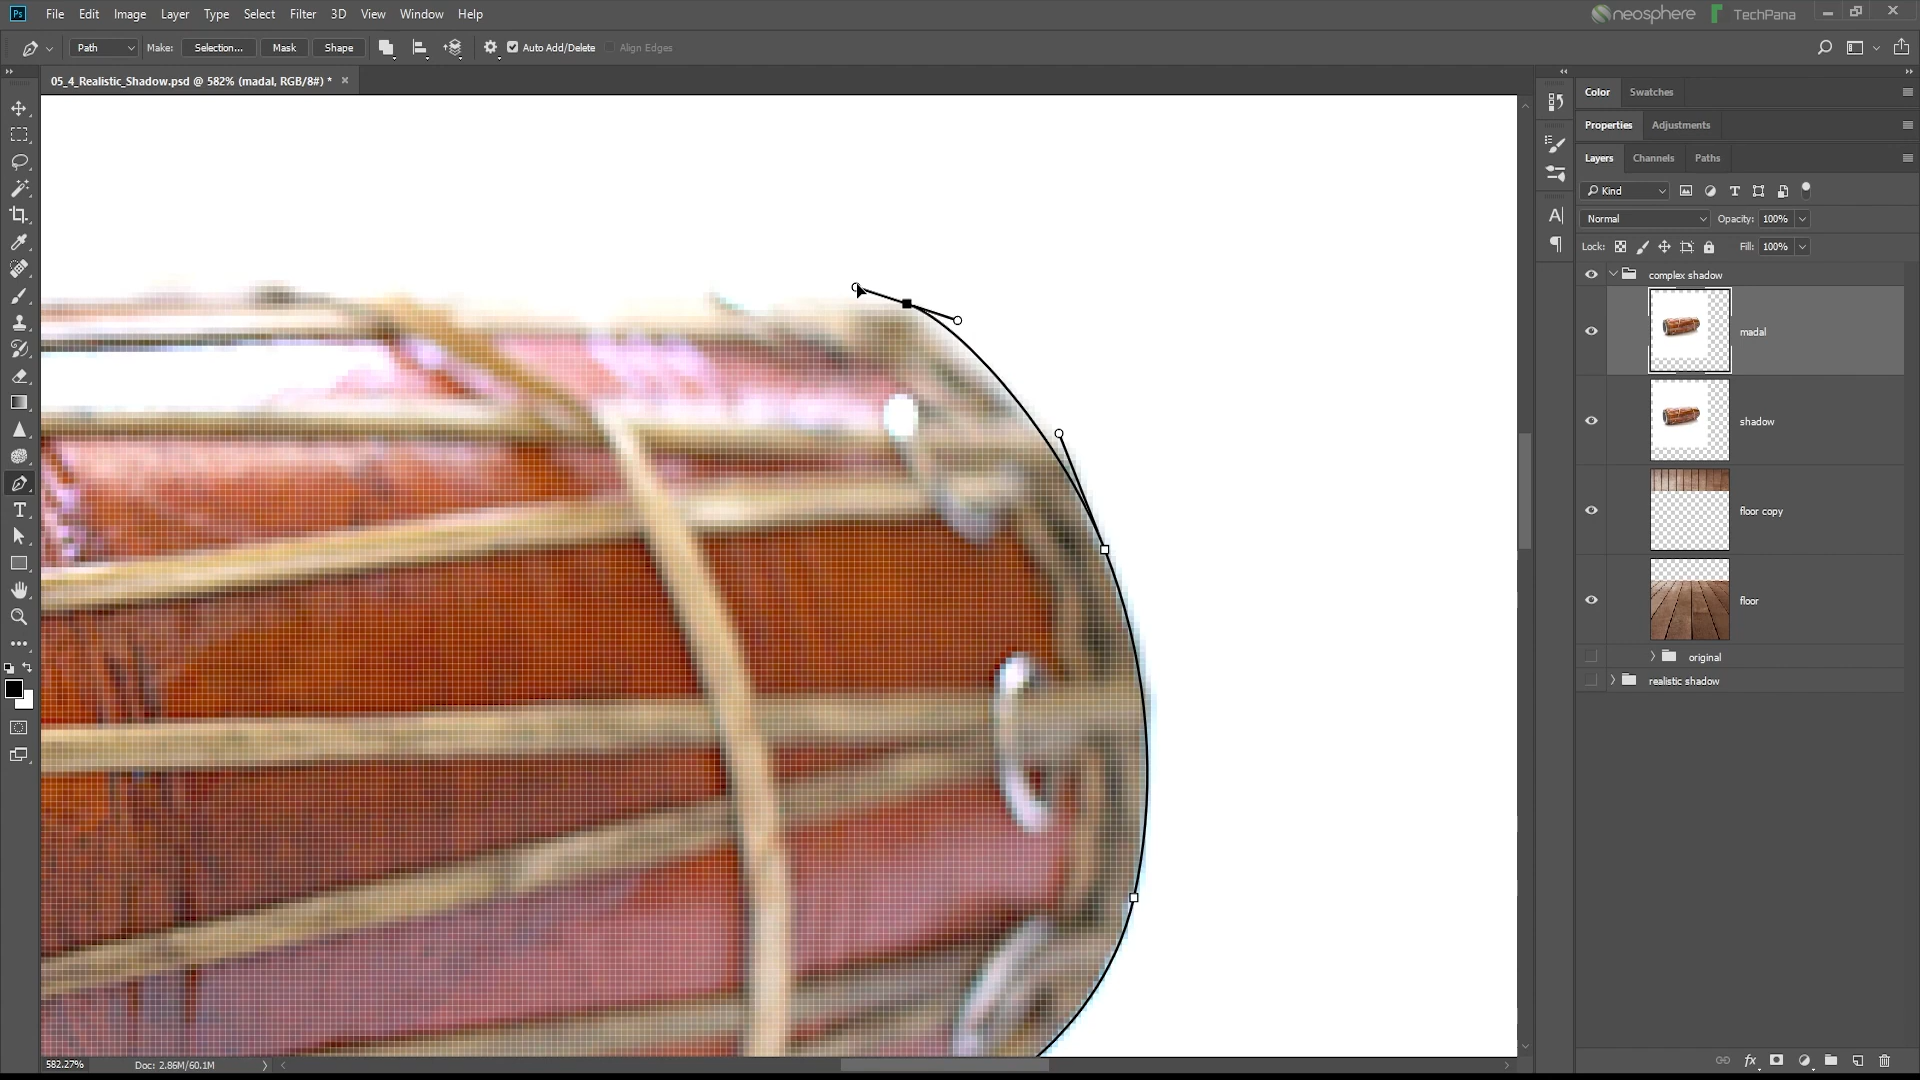 Ps File Edit Image Layer Type Select Filter 3D View Window Help neosphere TechPana
Path Make: Selection... Mask Shape Auto Add/Delete Align Edges
05_4_Realistic_Shadow.psd @ 582% (madal, RGB/8#) *
Color Swatches
Properties Adjustments
Layers Channels Paths
Kind
Normal Opacity: 100%
Lock: Fill: 100%
complex shadow
madal
shadow
floor copy
floor
original
realistic shadow
582.27% Doc: 2.86M/60.1M